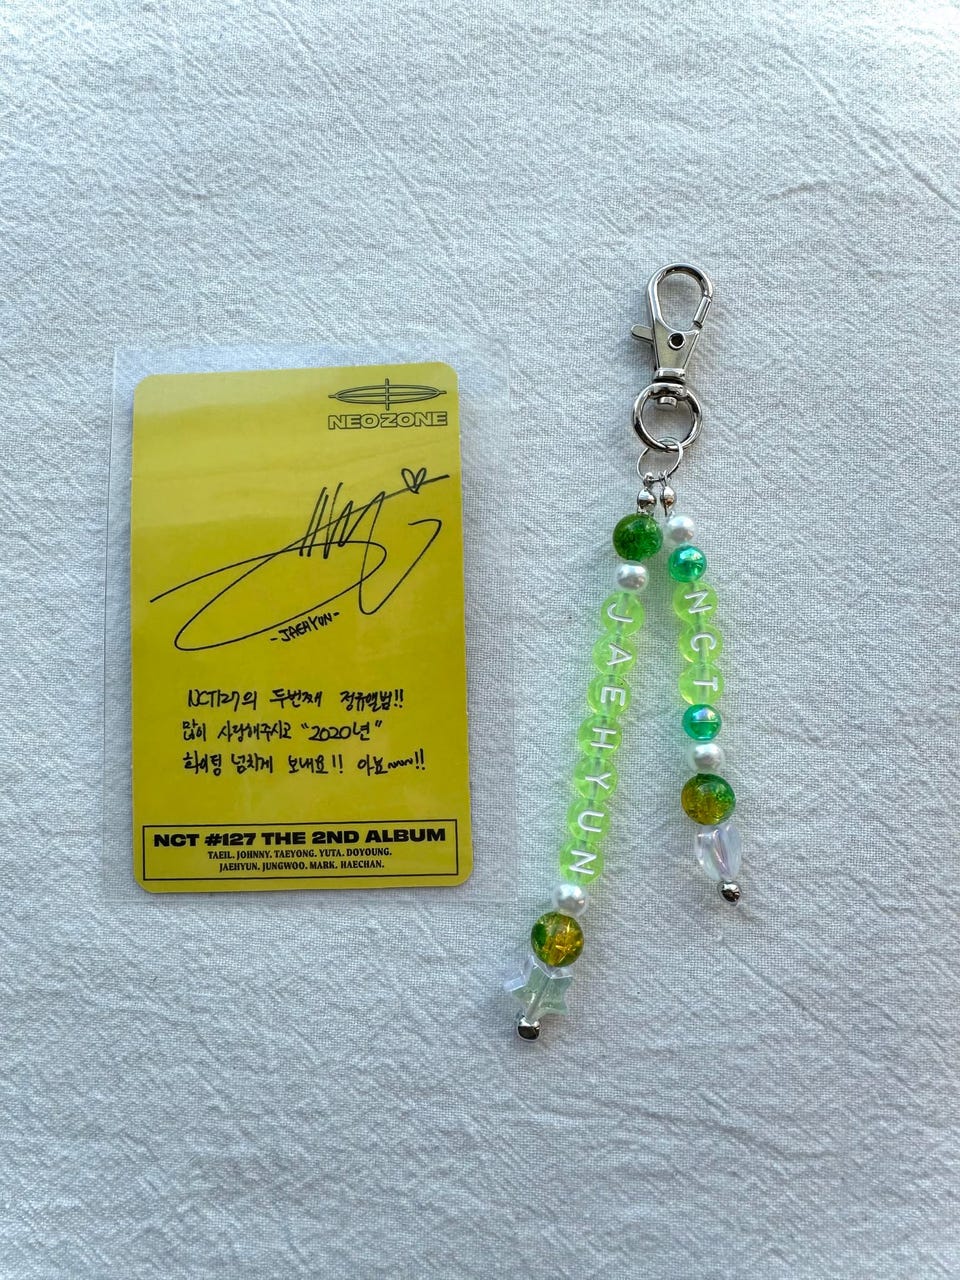 NEO ZONE
-JAEHYUN-
NCT127의 두번째 정규앨범!!
많이 사랑해주시고 "2020년"
화이팅 넘치게 보내요!! 아뵤~~~!!
NCT #127 THE 2ND ALBUM
TAEIL. JOHNNY. TAEYONG. YUTA. DOYOUNG.
JAEHYUN. JUNGWOO. MARK. HAECHAN.
JAEHYUN
NCT